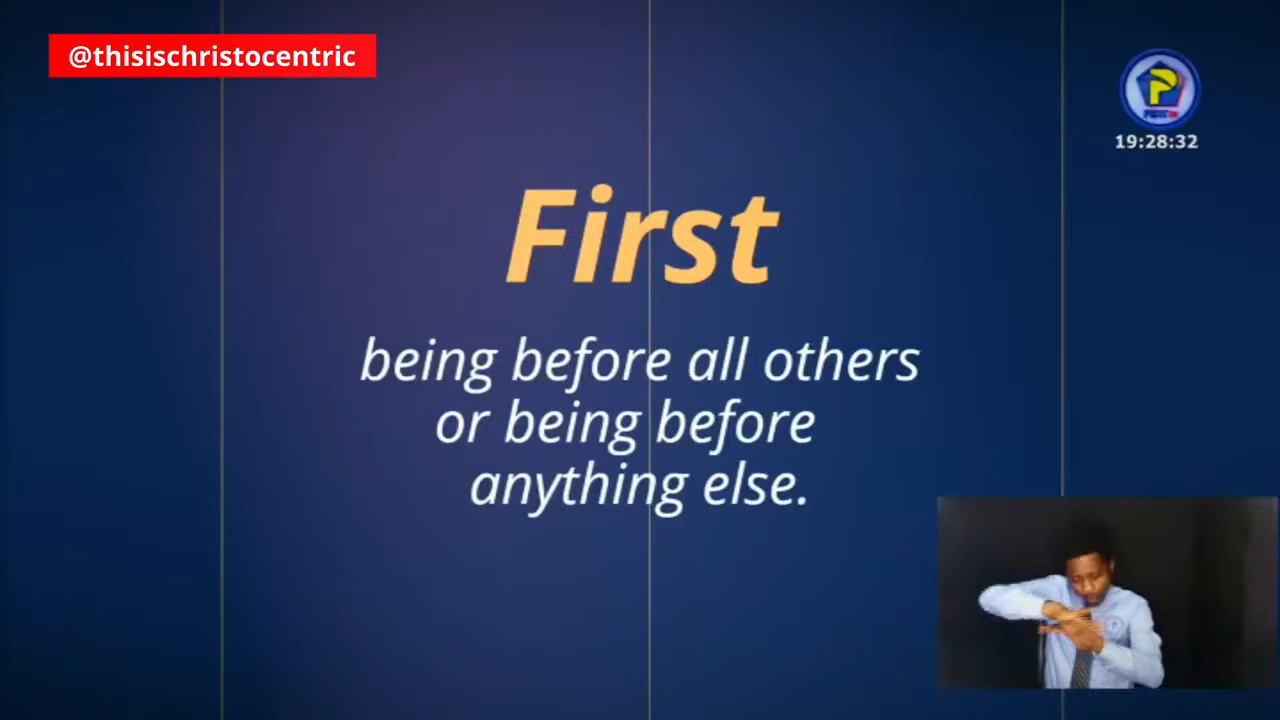 @thisischristocentric
P
19:28:32
First
being before all others
or being before
anything else.